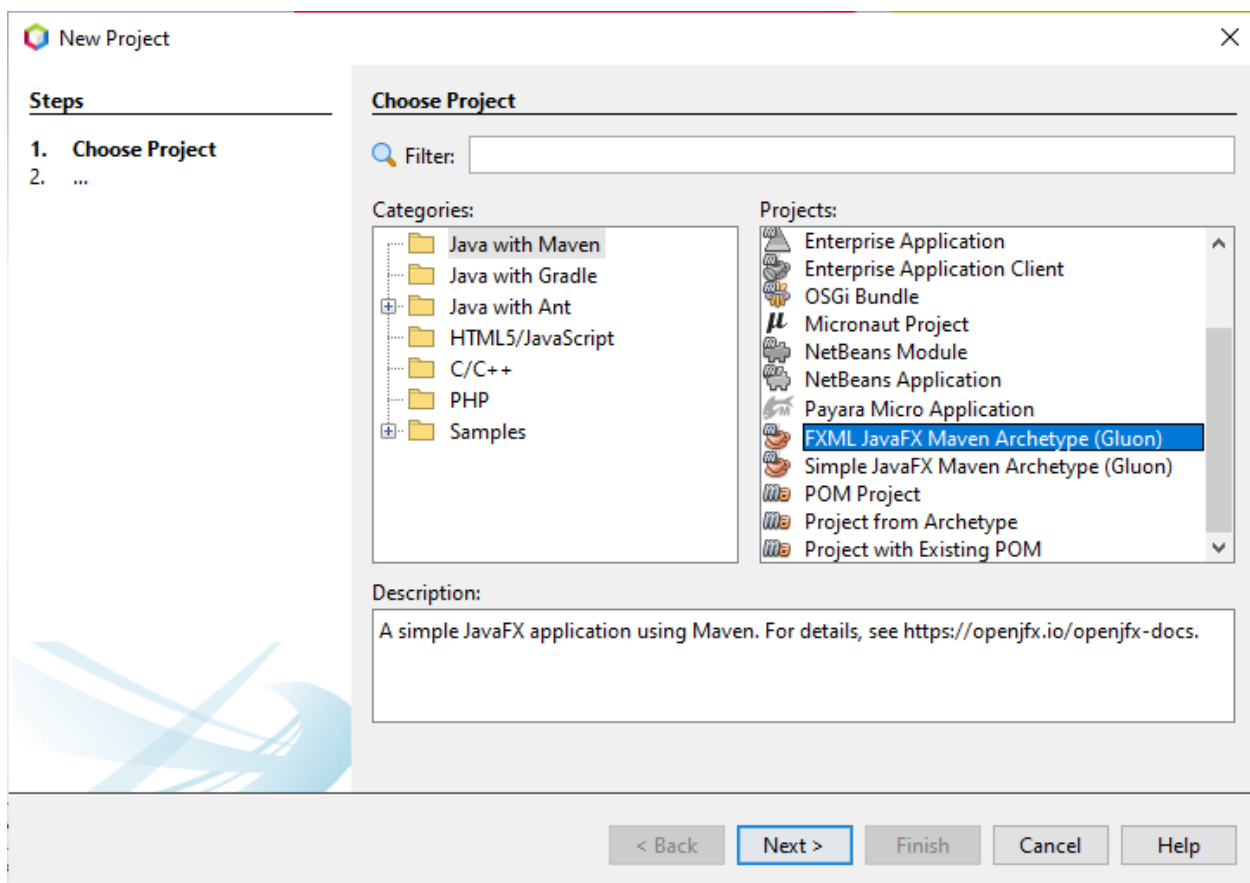 New Project
Steps
1. Choose Project
2. ...
Choose Project
Filter:
Categories:
Java with Maven
Java with Gradle
Java with Ant
HTML5/JavaScript
C/C++
PHP
Samples
Projects:
Enterprise Application
Enterprise Application Client
OSGi Bundle
Micronaut Project
NetBeans Module
NetBeans Application
Payara Micro Application
FXML JavaFX Maven Archetype (Gluon)
Simple JavaFX Maven Archetype (Gluon)
POM Project
Project from Archetype
Project with Existing POM
Description:
A simple JavaFX application using Maven. For details, see https://openjfx.io/openjfx-docs.
< Back Next > Finish Cancel Help